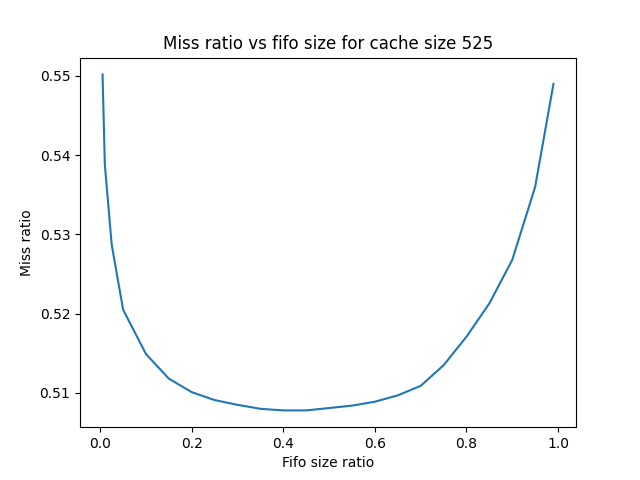 Miss ratio vs fifo size for cache size 525
0.55
0.54
0.53
0.52
0.51
Miss ratio
0.0 0.2 0.4 0.6 0.8 1.0
Fifo size ratio